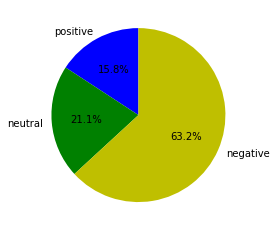 positive
15.8%
neutral
21.1%
63.2%
negative